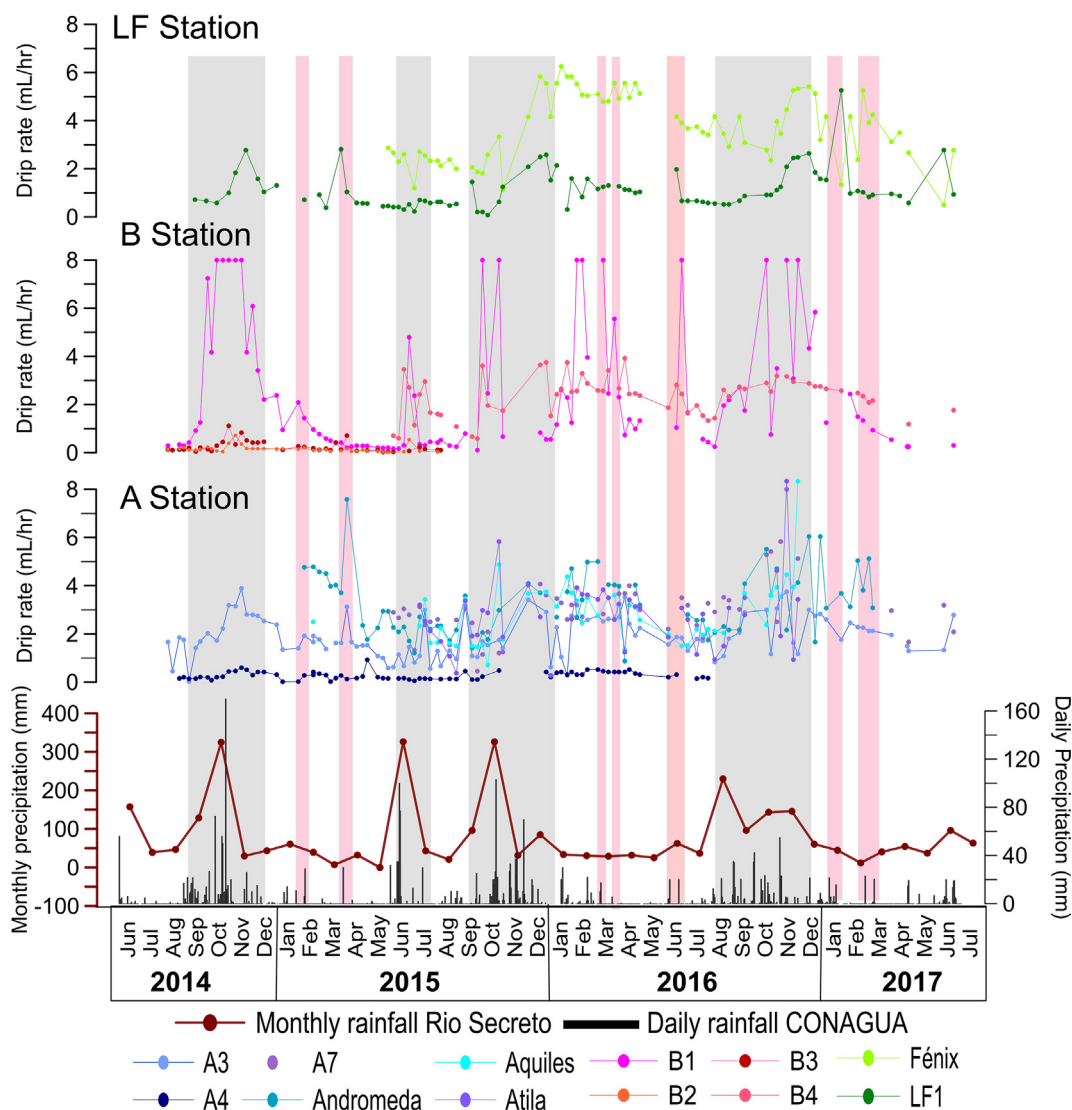 LF Station
Drip rate (mL/hr)
8
6
4
2
0
B Station
Drip rate (mL/hr)
8
6
4
2
0
A Station
Drip rate (mL/hr)
8
6
4
2
0
Monthly precipitation (mm)
400
300
200
100
0
-100
160
120
80
40
0
Daily Precipitation (mm)
Jun Jul Aug Sep Oct Nov Dec Jan Feb Mar Apr May Jun Jul Aug Sep Oct Nov Dec Jan Feb Mar Apr May Jun Jul Aug Sep Oct Nov Dec Jan Feb Mar Apr May Jun Jul
2014 2015 2016 2017
Monthly rainfall Rio Secreto Daily rainfall CONAGUA
A3 A7 Aquiles B1 B3 Fénix
A4 Andromeda Atila B2 B4 LF1